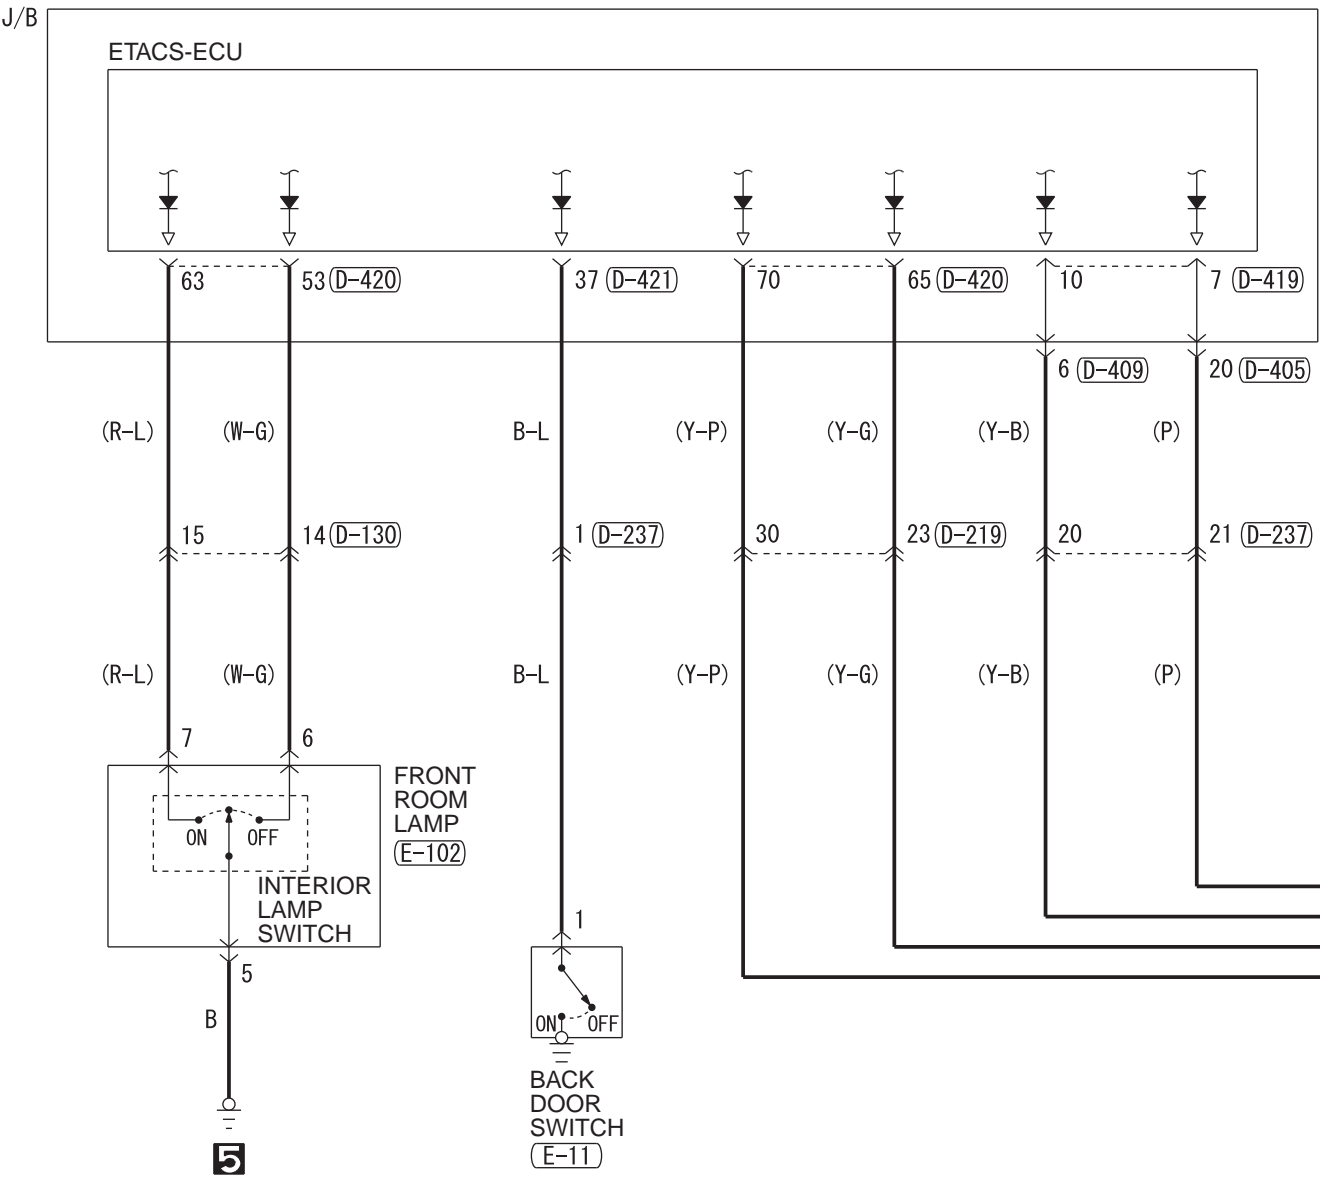 J/B
ETACS-ECU
63 53 D-420 37 D-421 70 65 D-420 10 7 D-419
6 D-409 20 D-405
(R-L) (W-G) B-L (Y-P) (Y-G) (Y-B) (P)
15 14 D-130 1 D-237 30 23 D-219 20 21 D-237
(R-L) (W-G) B-L (Y-P) (Y-G) (Y-B) (P)
7 6
FRONT
ROOM
LAMP
E-102
ON OFF
INTERIOR
LAMP
SWITCH
1
5
B
ON OFF
BACK
DOOR
SWITCH
E-11
5